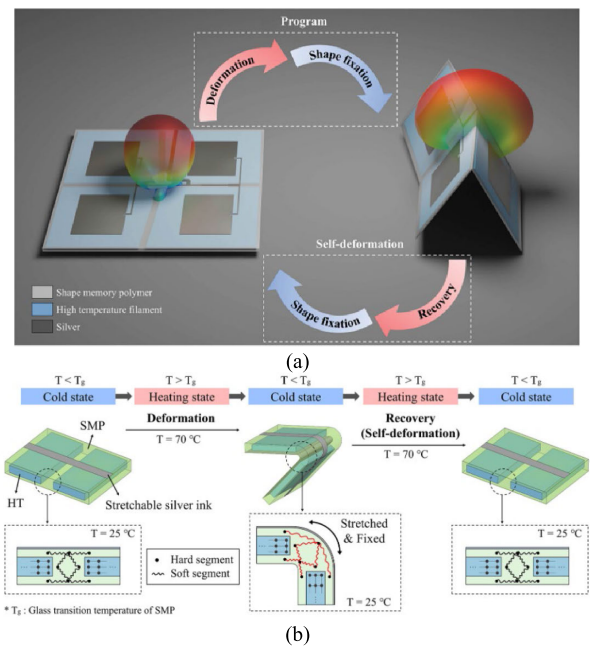 Program
Deformation
Shape fixation
Self-deformation
Shape fixation
Recovery
Shape memory polymer
High temperature filament
Silver
(a)
T < Tg T > Tg T < Tg T > Tg T < Tg
Cold state Heating state Cold state Heating state Cold state
Deformation
T = 70 °C
Recovery
(Self-deformation)
T = 70 °C
SMP
HT
Stretchable silver ink
T = 25 °C
Hard segment
Soft segment
Stretched
& Fixed
T = 25 °C
T = 25 °C
* Tg : Glass transition temperature of SMP
(b)